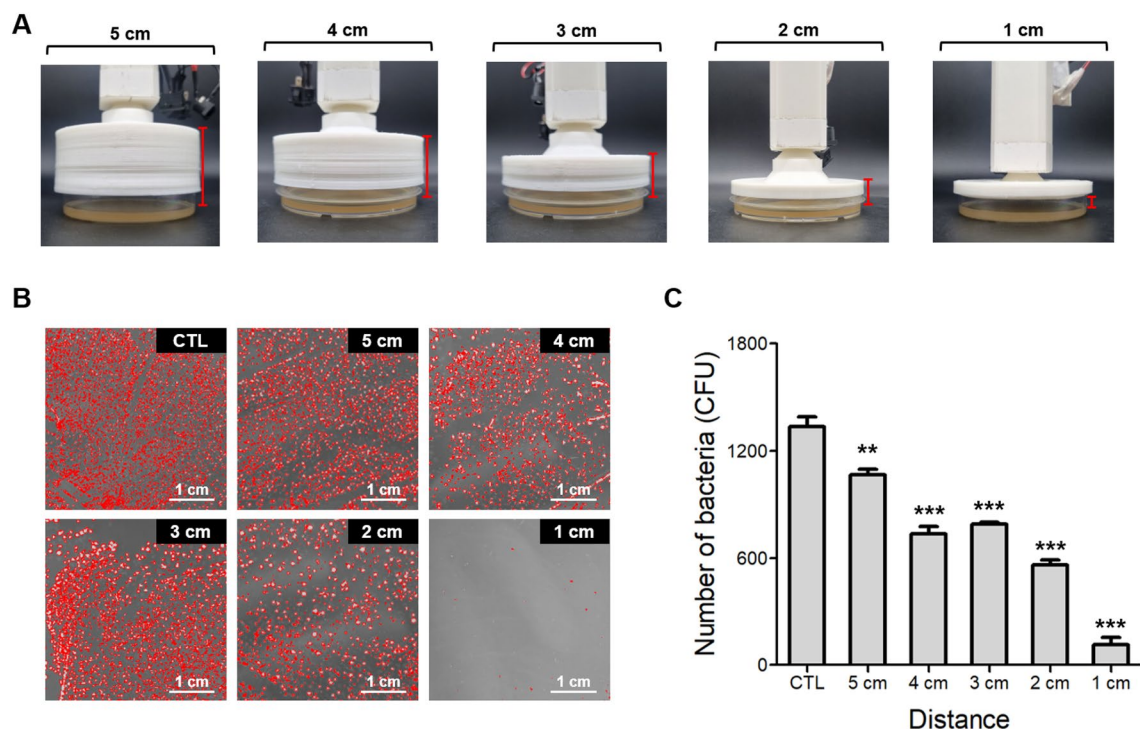 A
5 cm
4 cm
3 cm
2 cm
1 cm
B
CTL
5 cm
4 cm
1 cm
1 cm
1 cm
3 cm
2 cm
1 cm
1 cm
1 cm
1 cm
C
Number of bacteria (CFU)
1800
1200
600
0
**
***
***
***
***
CTL
5 cm
4 cm
3 cm
2 cm
1 cm
Distance